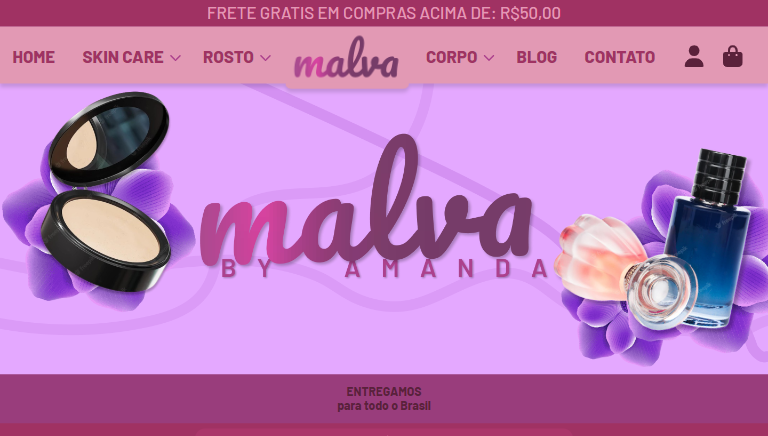 FRETE GRATIS EM COMPRAS ACIMA DE: R$50,00
HOME SKIN CARE ROSTO malva CORPO BLOG CONTATO
malva
BY AMANDA
ENTREGAMOS
para todo o Brasil